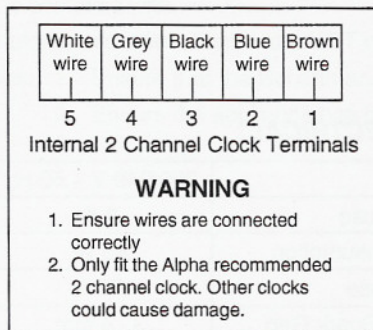 White Grey Black Blue Brown
wire wire wire wire wire
5 4 3 2 1
Internal 2 Channel Clock Terminals
WARNING
1. Ensure wires are connected
correctly
2. Only fit the Alpha recommended
2 channel clock. Other clocks
could cause damage.